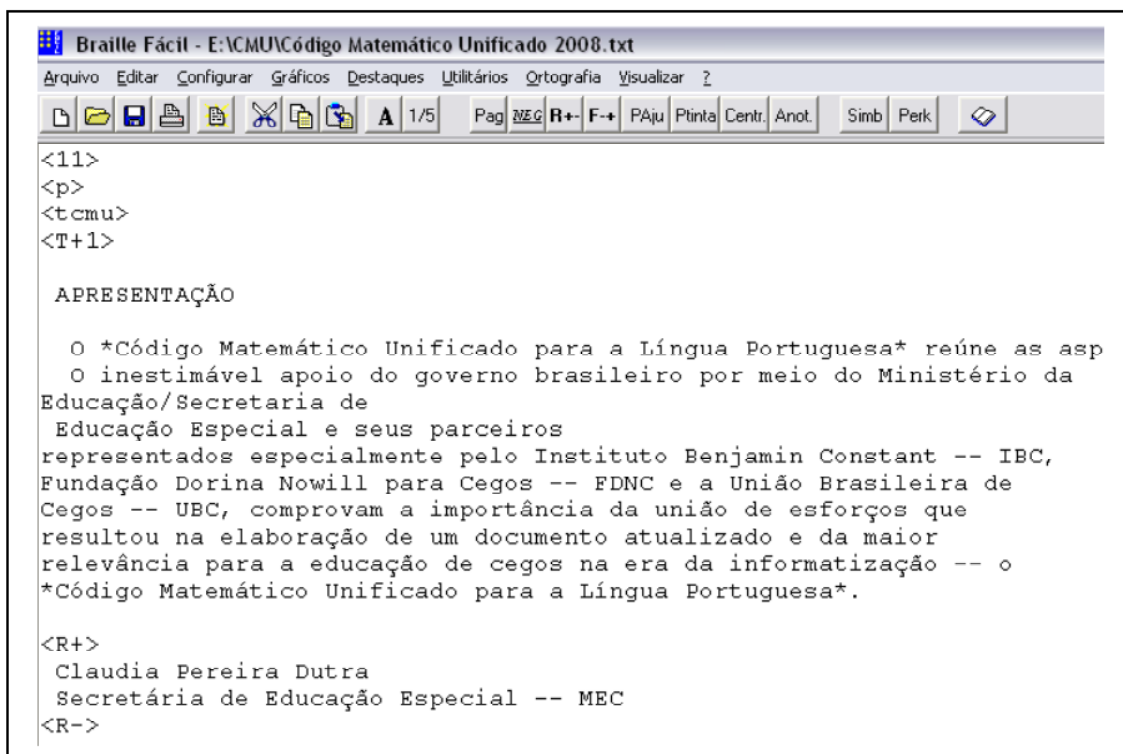 Braille Fácil - E:\CMU\Código Matemático Unificado 2008.txt
Arquivo Editar Configurar Gráficos Destaques Utilitários Ortografia Visualizar ?
A 1/5 Pag NEG R+- F-+ PAju Ptinta Centr. Anot. Simb Perk
<11>
<p>
<tcmu>
<T+1>
APRESENTAÇÃO
O *Código Matemático Unificado para a Língua Portuguesa* reúne as asp
O inestimável apoio do governo brasileiro por meio do Ministério da
Educação/Secretaria de
Educação Especial e seus parceiros
representados especialmente pelo Instituto Benjamin Constant -- IBC,
Fundação Dorina Nowill para Cegos -- FDNC e a União Brasileira de
Cegos -- UBC, comprovam a importância da união de esforços que
resultou na elaboração de um documento atualizado e da maior
relevância para a educação de cegos na era da informatização -- o
*Código Matemático Unificado para a Língua Portuguesa*.
<R+>
Claudia Pereira Dutra
Secretária de Educação Especial -- MEC
<R->